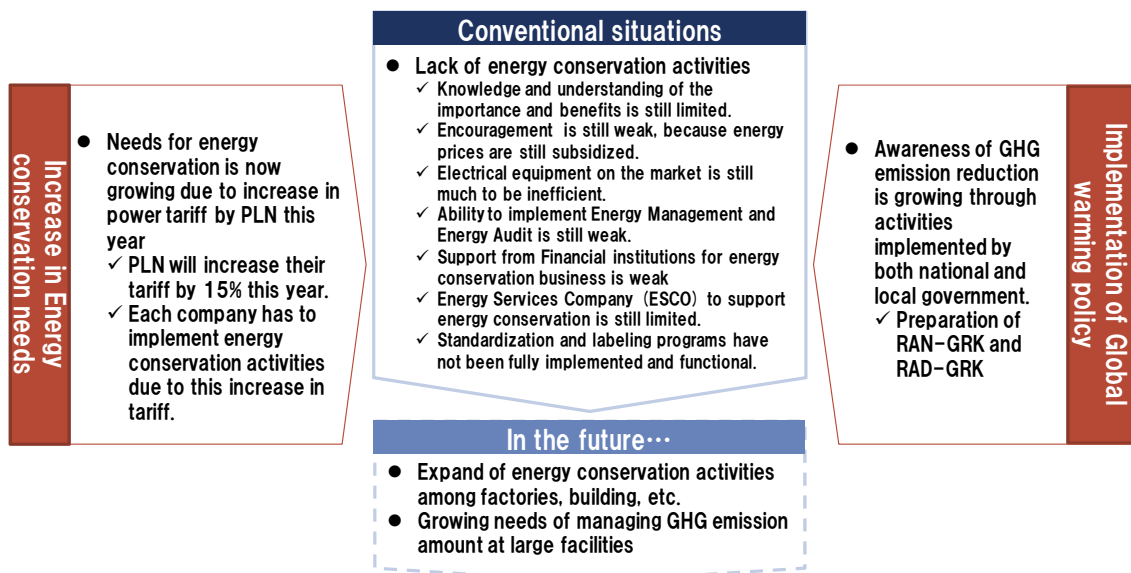 Increase in Energy
conservation needs
● Needs for energy
conservation is now
growing due to increase in
power tariff by PLN this
year
✓ PLN will increase their
tariff by 15% this year.
✓ Each company has to
implement energy
conservation activities
due to this increase in
tariff.
Conventional situations
● Lack of energy conservation activities
✓ Knowledge and understanding of the
importance and benefits is still limited.
✓ Encouragement is still weak, because energy
prices are still subsidized.
✓ Electrical equipment on the market is still
much to be inefficient.
✓ Ability to implement Energy Management and
Energy Audit is still weak.
✓ Support from Financial institutions for energy
conservation business is weak
✓ Energy Services Company (ESCO) to support
energy conservation is still limited.
✓ Standardization and labeling programs have
not been fully implemented and functional.
● Awareness of GHG
emission reduction
is growing through
activities
implemented by
both national and
local government.
✓ Preparation of
RAN-GRK and
RAD-GRK
Implementation of Global
warming policy
In the future…
● Expand of energy conservation activities
among factories, building, etc.
● Growing needs of managing GHG emission
amount at large facilities